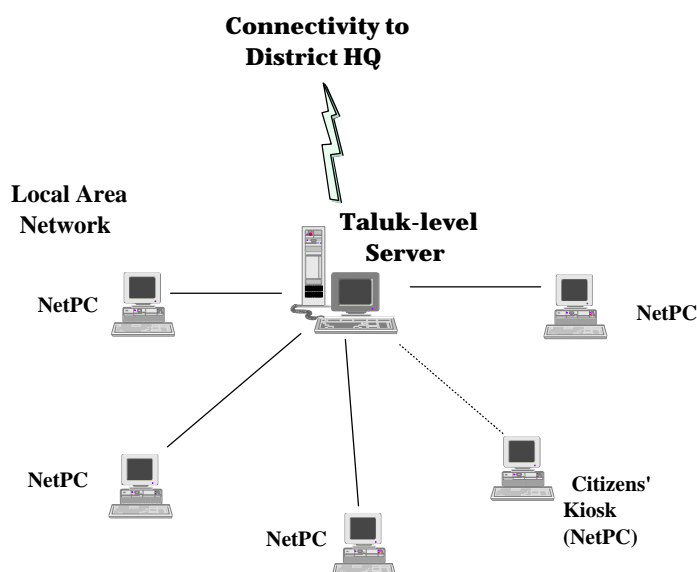 Connectivity to
District HQ
Local Area
Network
Taluk-level
Server
NetPC
NetPC
NetPC
Citizens'
Kiosk
(NetPC)
NetPC